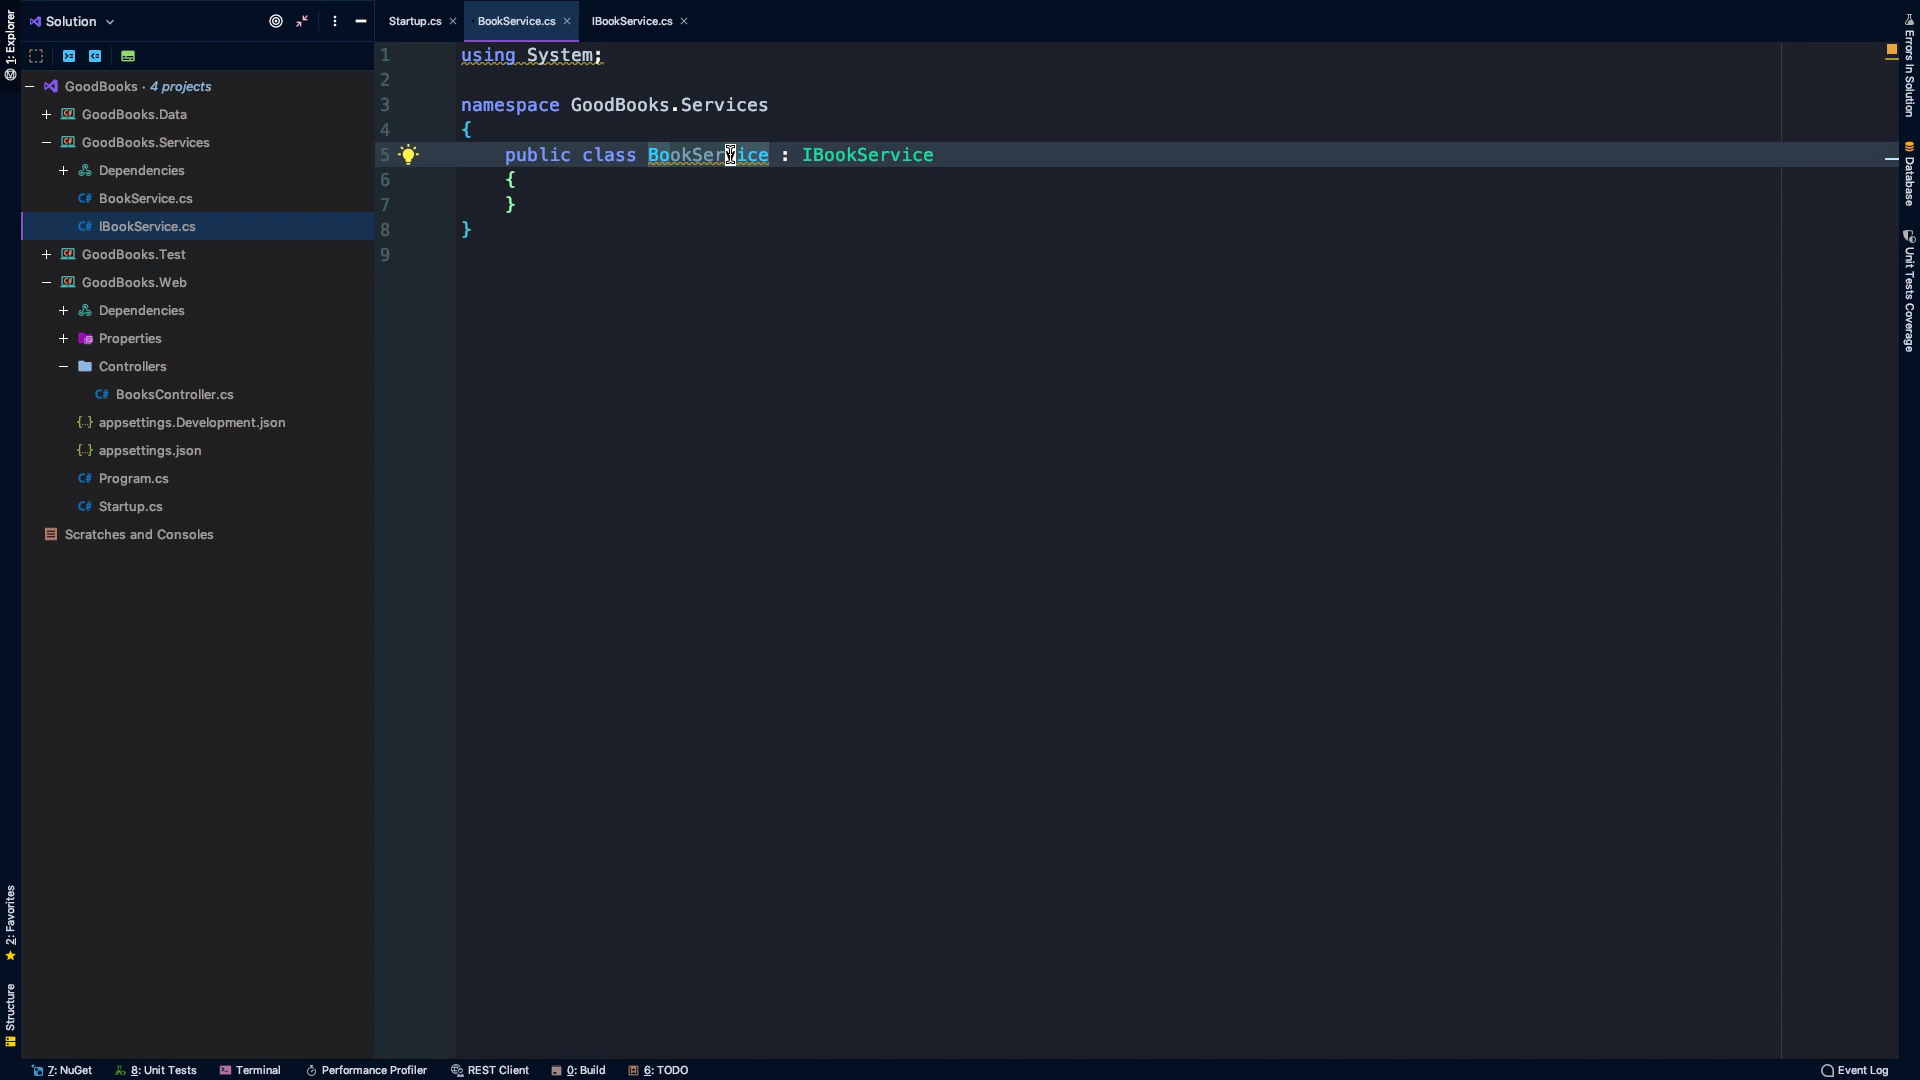 Solution
Startup.cs
BookService.cs
IBookService.cs
1: Explorer
GoodBooks · 4 projects
GoodBooks.Data
GoodBooks.Services
Dependencies
BookService.cs
IBookService.cs
GoodBooks.Test
GoodBooks.Web
Dependencies
Properties
Controllers
BooksController.cs
appsettings.Development.json
appsettings.json
Program.cs
Startup.cs
Scratches and Consoles
1 using System;
2
3 namespace GoodBooks.Services
4 {
5 public class BookService : IBookService
6 {
7 }
8 }
9
Errors In Solution
Database
Unit Tests Coverage
2: Favorites
Structure
7: NuGet
8: Unit Tests
Terminal
Performance Profiler
REST Client
0: Build
6: TODO
Event Log